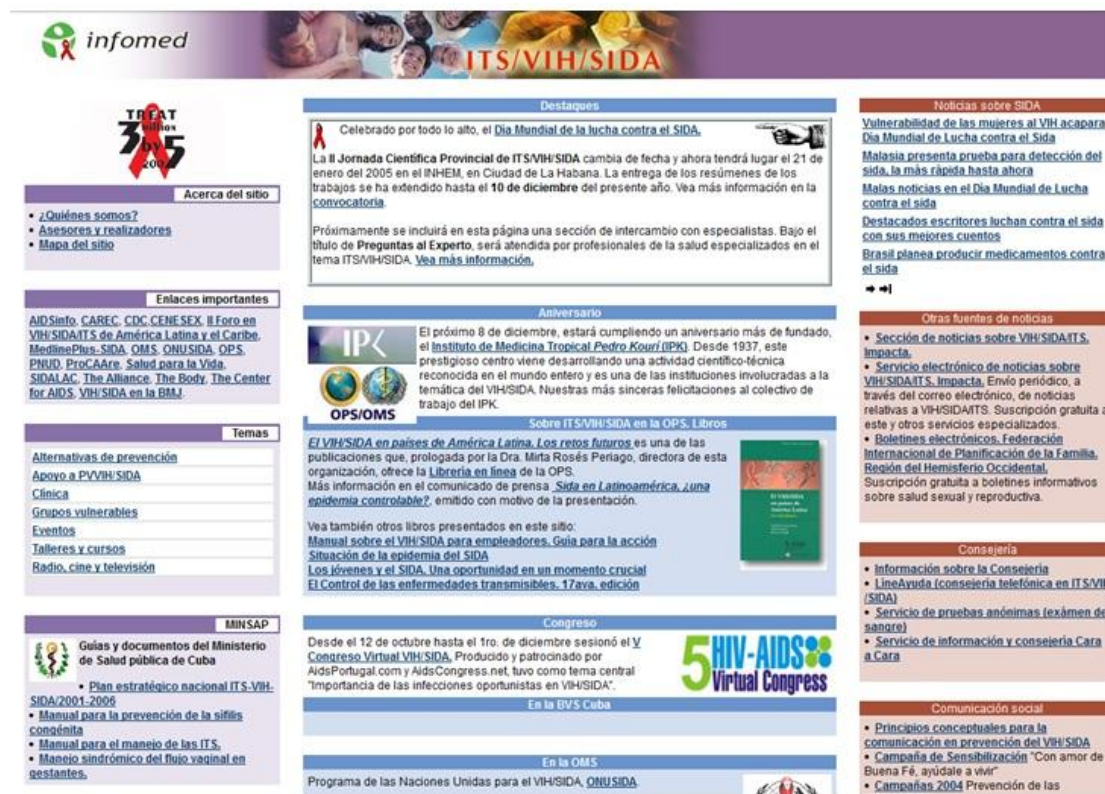 infomed
ITS/VIH/SIDA
TREAT
3 million
by
2005
Acerca del sitio
• ¿Quiénes somos?
• Asesores y realizadores
• Mapa del sitio
Enlaces importantes
AIDSinfo, CAREC, CDC,CENESEX, II Foro en
VIH/SIDA/ITS de América Latina y el Caribe,
MedlinePlus-SIDA, OMS, ONUSIDA, OPS,
PNUD, ProCAAre, Salud para la Vida,
SIDALAC, The Alliance, The Body, The Center
for AIDS, VIH/SIDA en la BMJ.
Temas
Alternativas de prevención
Apoyo a PVVIH/SIDA
Clínica
Grupos vulnerables
Eventos
Talleres y cursos
Radio, cine y televisión
MINSAP
Guías y documentos del Ministerio
de Salud pública de Cuba
• Plan estratégico nacional ITS-VIH-
SIDA/2001-2006
• Manual para la prevención de la sífilis
congénita
• Manual para el manejo de las ITS.
• Manejo sindrómico del flujo vaginal en
gestantes.
Destaques
Celebrado por todo lo alto, el Día Mundial de la lucha contra el SIDA.
La II Jornada Científica Provincial de ITS/VIH/SIDA cambia de fecha y ahora tendrá lugar el 21 de
enero del 2005 en el INHEM, en Ciudad de La Habana. La entrega de los resúmenes de los
trabajos se ha extendido hasta el 10 de diciembre del presente año. Vea más información en la
convocatoria.
Próximamente se incluirá en esta página una sección de intercambio con especialistas. Bajo el
título de Preguntas al Experto, será atendida por profesionales de la salud especializados en el
tema ITS/VIH/SIDA. Vea más información.
Aniversario
IPK
OPS/OMS
El próximo 8 de diciembre, estará cumpliendo un aniversario más de fundado,
el Instituto de Medicina Tropical Pedro Kourí (IPK). Desde 1937, este
prestigioso centro viene desarrollando una actividad científico-técnica
reconocida en el mundo entero y es una de las instituciones involucradas a la
temática del VIH/SIDA. Nuestras más sinceras felicitaciones al colectivo de
trabajo del IPK.
Sobre ITS/VIH/SIDA en la OPS. Libros
El VIH/SIDA en países de América Latina. Los retos futuros es una de las
publicaciones que, prologada por la Dra. Mirta Rosés Periago, directora de esta
organización, ofrece la Librería en línea de la OPS.
Más información en el comunicado de prensa Sida en Latinoamérica, ¿una
epidemia controlable?, emitido con motivo de la presentación.
Vea también otros libros presentados en este sitio:
Manual sobre el VIH/SIDA para empleadores. Guía para la acción
Situación de la epidemia del SIDA
Los jóvenes y el SIDA. Una oportunidad en un momento crucial
El Control de las enfermedades transmisibles. 17ava. edición
El VIH/SIDA
en países de
América Latina
Congreso
Desde el 12 de octubre hasta el 1ro. de diciembre sesionó el V
Congreso Virtual VIH/SIDA. Producido y patrocinado por
AidsPortugal.com y AidsCongress.net, tuvo como tema central
"Importancia de las infecciones oportunistas en VIH/SIDA".
5 HIV-AIDS
Virtual Congress
En la BVS Cuba
En la OMS
Programa de las Naciones Unidas para el VIH/SIDA, ONUSIDA
Noticias sobre SIDA
Vulnerabilidad de las mujeres al VIH acapara
Día Mundial de Lucha contra el Sida
Malasia presenta prueba para detección del
sida, la más rápida hasta ahora
Malas noticias en el Día Mundial de Lucha
contra el sida
Destacados escritores luchan contra el sida
con sus mejores cuentos
Brasil planea producir medicamentos contra
el sida
Otras fuentes de noticias
• Sección de noticias sobre VIH/SIDA/ITS.
Impacta.
• Servicio electrónico de noticias sobre
VIH/SIDA/ITS. Impacta. Envío periódico, a
través del correo electrónico, de noticias
relativas a VIH/SIDA/ITS. Suscripción gratuita a
este y otros servicios especializados.
• Boletines electrónicos. Federación
Internacional de Planificación de la Familia.
Región del Hemisferio Occidental.
Suscripción gratuita a boletines informativos
sobre salud sexual y reproductiva.
Consejería
• Información sobre la Consejería
• LíneAyuda (consejería telefónica en ITS/VIH
/SIDA)
• Servicio de pruebas anónimas (exámen de
sangre)
• Servicio de información y consejería Cara
a Cara
Comunicación social
• Principios conceptuales para la
comunicación en prevención del VIH/SIDA
• Campaña de Sensibilización "Con amor de
Buena Fé, ayúdale a vivir"
• Campañas 2004 Prevención de las